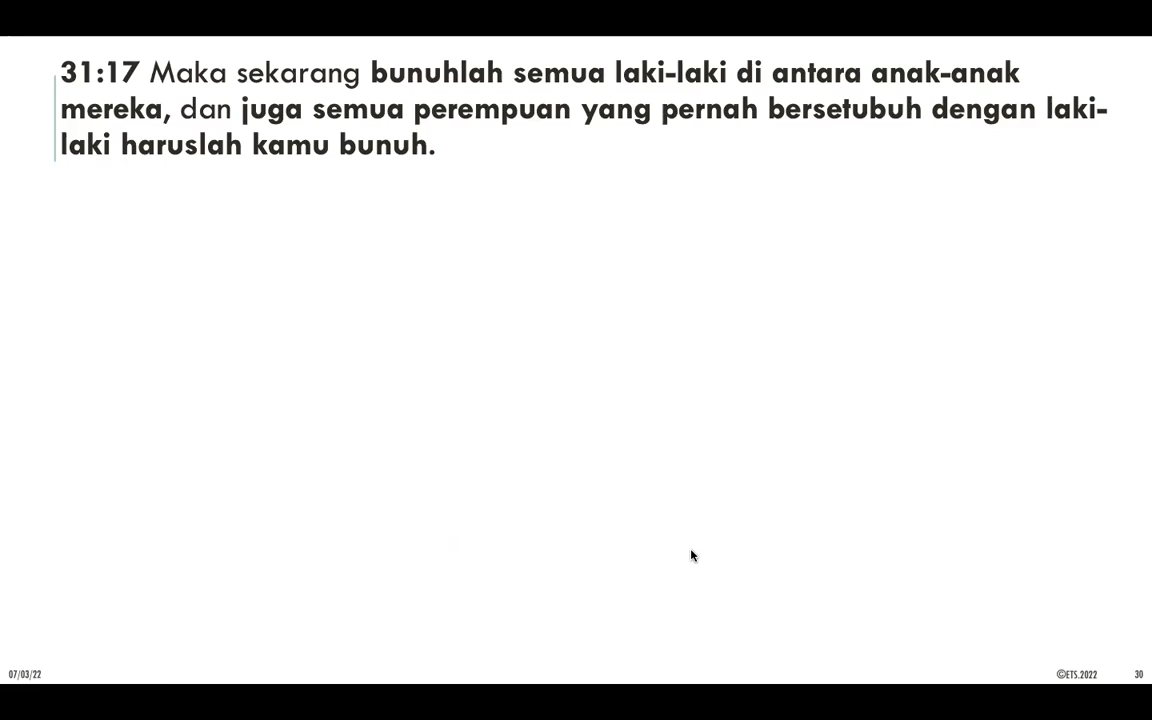 31:17 Maka sekarang bunuhlah semua laki-laki di antara anak-anak
mereka, dan juga semua perempuan yang pernah bersetubuh dengan laki-
laki haruslah kamu bunuh.
07/03/22
©ETS.2022
30